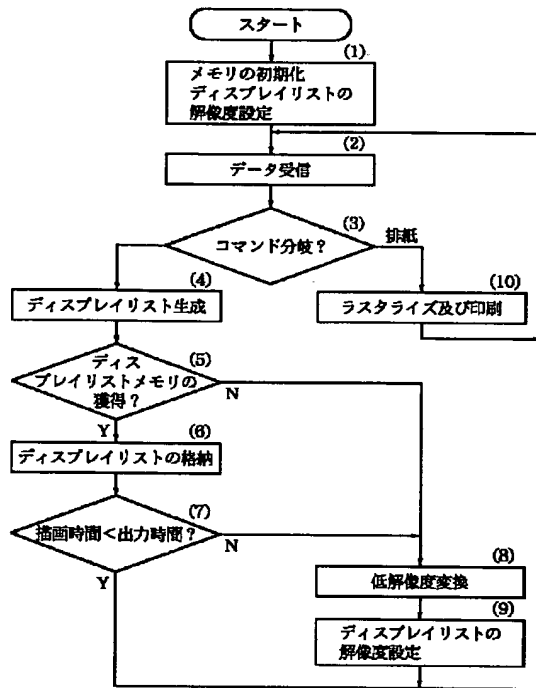 スタート
(1)
メモリの初期化
ディスプレイリストの
解像度設定
(2)
データ受信
(3)
コマンド分岐？
排紙
(4)
ディスプレイリスト生成
(10)
ラスタライズ及び印刷
(5)
ディス
プレイリストメモリの
獲得？
N
Y
(6)
ディスプレイリストの格納
(7)
描画時間＜出力時間？
N
Y
(8)
低解像度変換
(9)
ディスプレイリストの
解像度設定